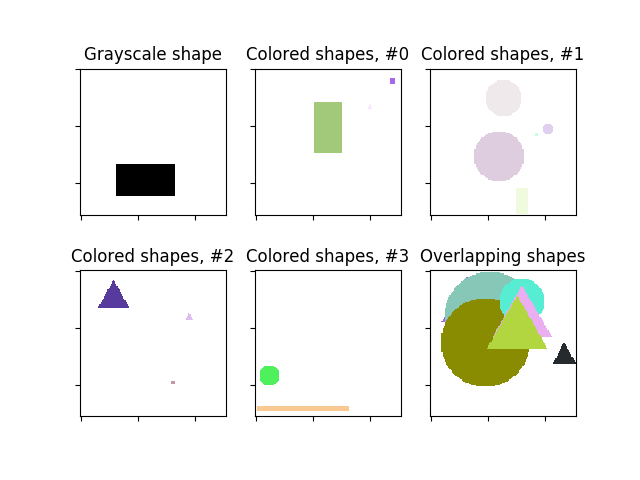 Grayscale shape
Colored shapes, #0
Colored shapes, #1
Colored shapes, #2
Colored shapes, #3
Overlapping shapes